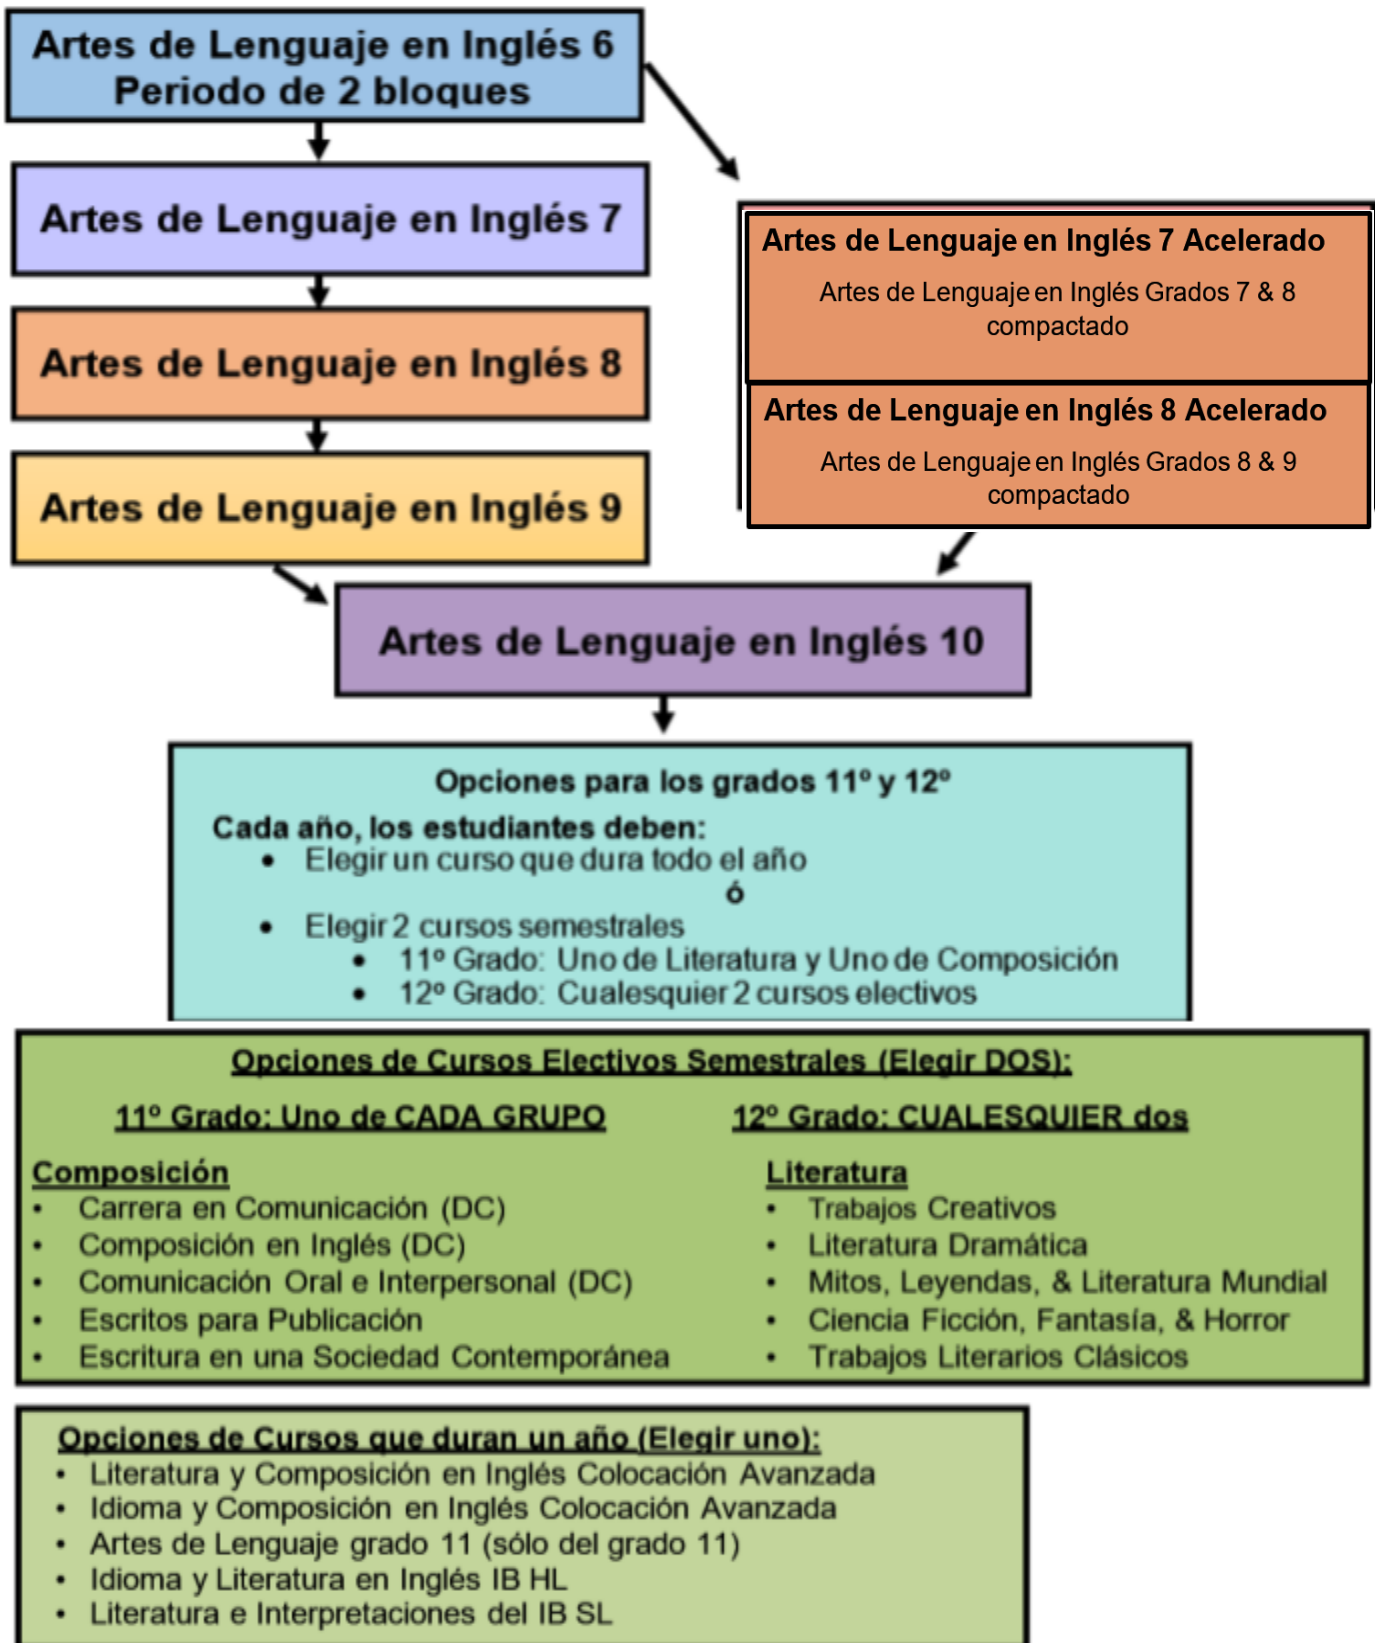 Artes de Lenguaje en Inglés 6
Periodo de 2 bloques
Artes de Lenguaje en Inglés 7
Artes de Lenguaje en Inglés 8
Artes de Lenguaje en Inglés 9
Artes de Lenguaje en Inglés 7 Acelerado
Artes de Lenguaje en Inglés Grados 7 & 8
compactado
Artes de Lenguaje en Inglés 8 Acelerado
Artes de Lenguaje en Inglés Grados 8 & 9
compactado
Artes de Lenguaje en Inglés 10
Opciones para los grados 11º y 12º
Cada año, los estudiantes deben:
• Elegir un curso que dura todo el año
ó
• Elegir 2 cursos semestrales
• 11º Grado: Uno de Literatura y Uno de Composición
• 12º Grado: Cualesquier 2 cursos electivos
Opciones de Cursos Electivos Semestrales (Elegir DOS):
11º Grado: Uno de CADA GRUPO
12º Grado: CUALESQUIER dos
Composición
• Carrera en Comunicación (DC)
• Composición en Inglés (DC)
• Comunicación Oral e Interpersonal (DC)
• Escritos para Publicación
• Escritura en una Sociedad Contemporánea
Literatura
• Trabajos Creativos
• Literatura Dramática
• Mitos, Leyendas, & Literatura Mundial
• Ciencia Ficción, Fantasía, & Horror
• Trabajos Literarios Clásicos
Opciones de Cursos que duran un año (Elegir uno):
• Literatura y Composición en Inglés Colocación Avanzada
• Idioma y Composición en Inglés Colocación Avanzada
• Artes de Lenguaje grado 11 (sólo del grado 11)
• Idioma y Literatura en Inglés IB HL
• Literatura e Interpretaciones del IB SL